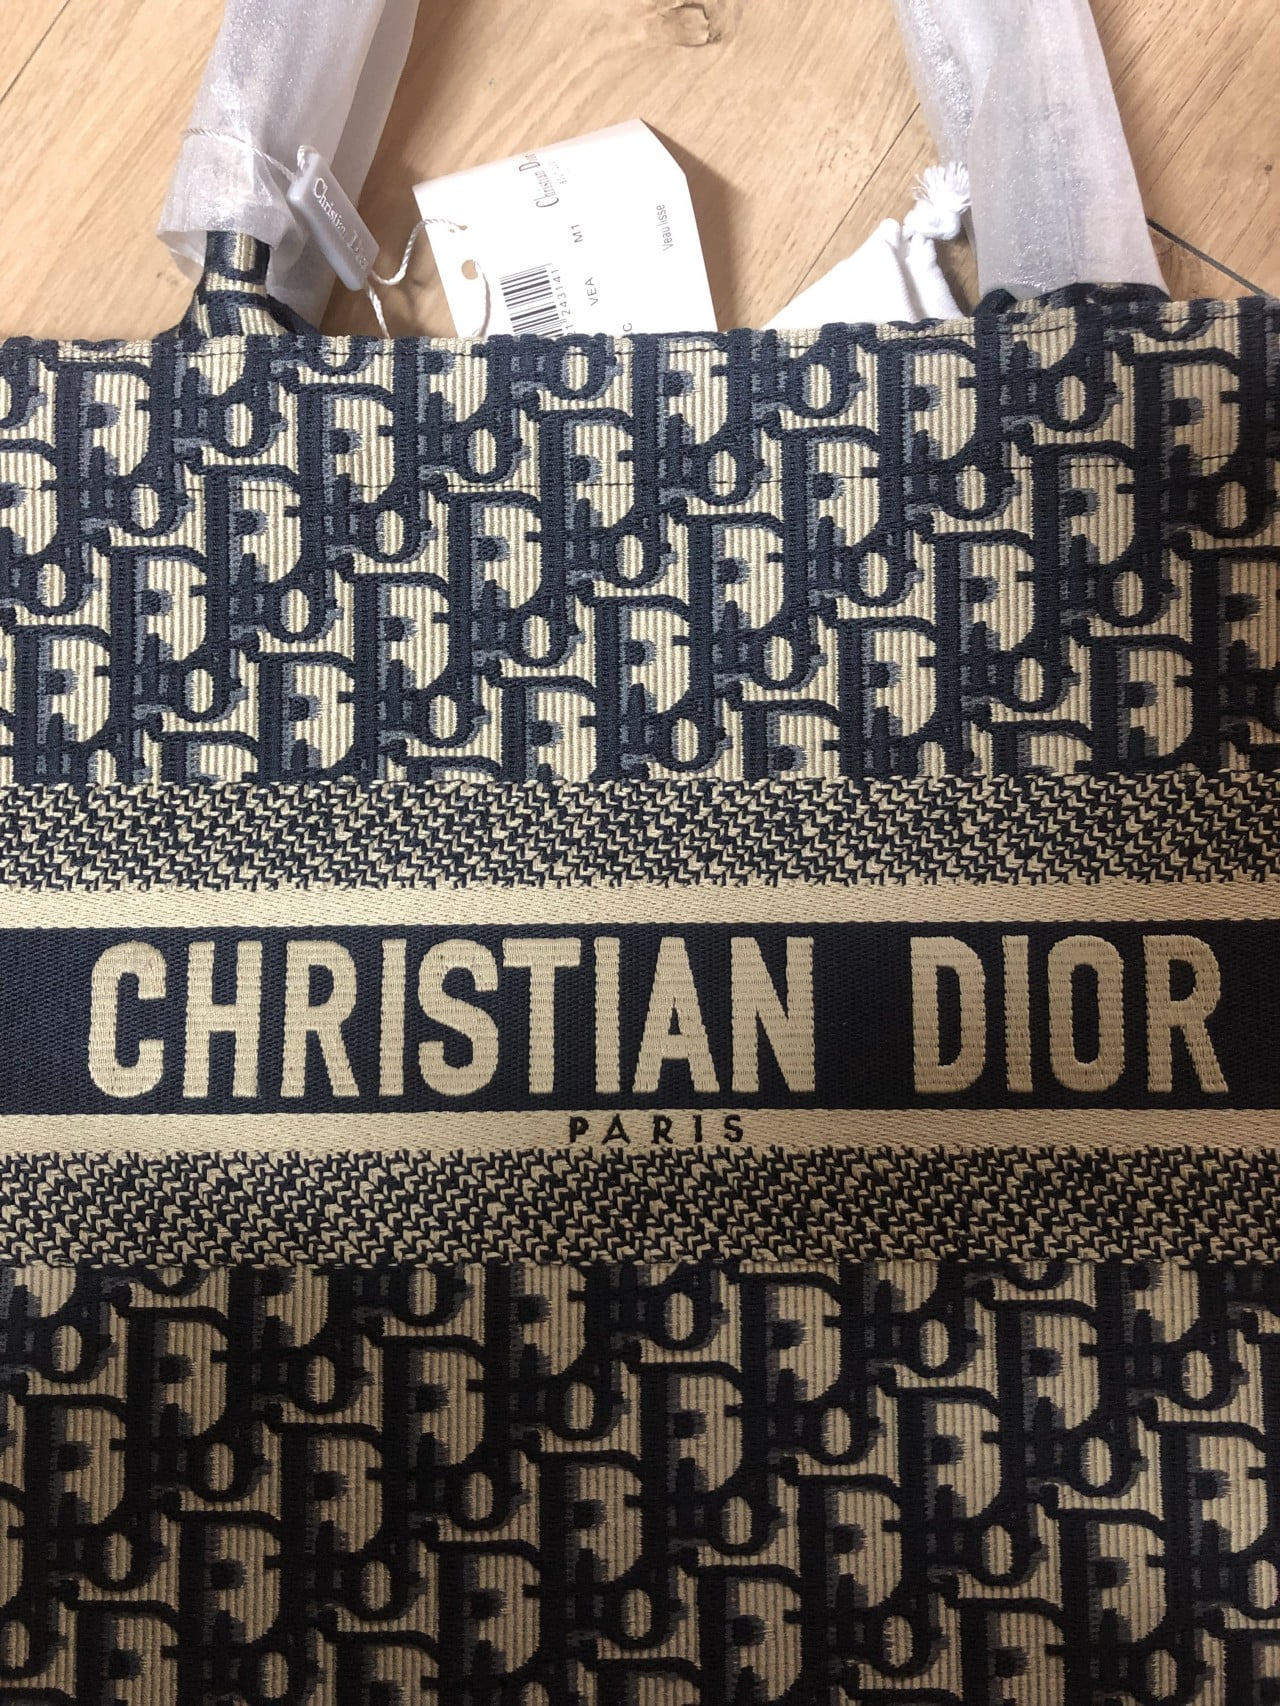 Christian Dior
Veau lisse
M1
VEA
CHRISTIAN DIOR
PARIS